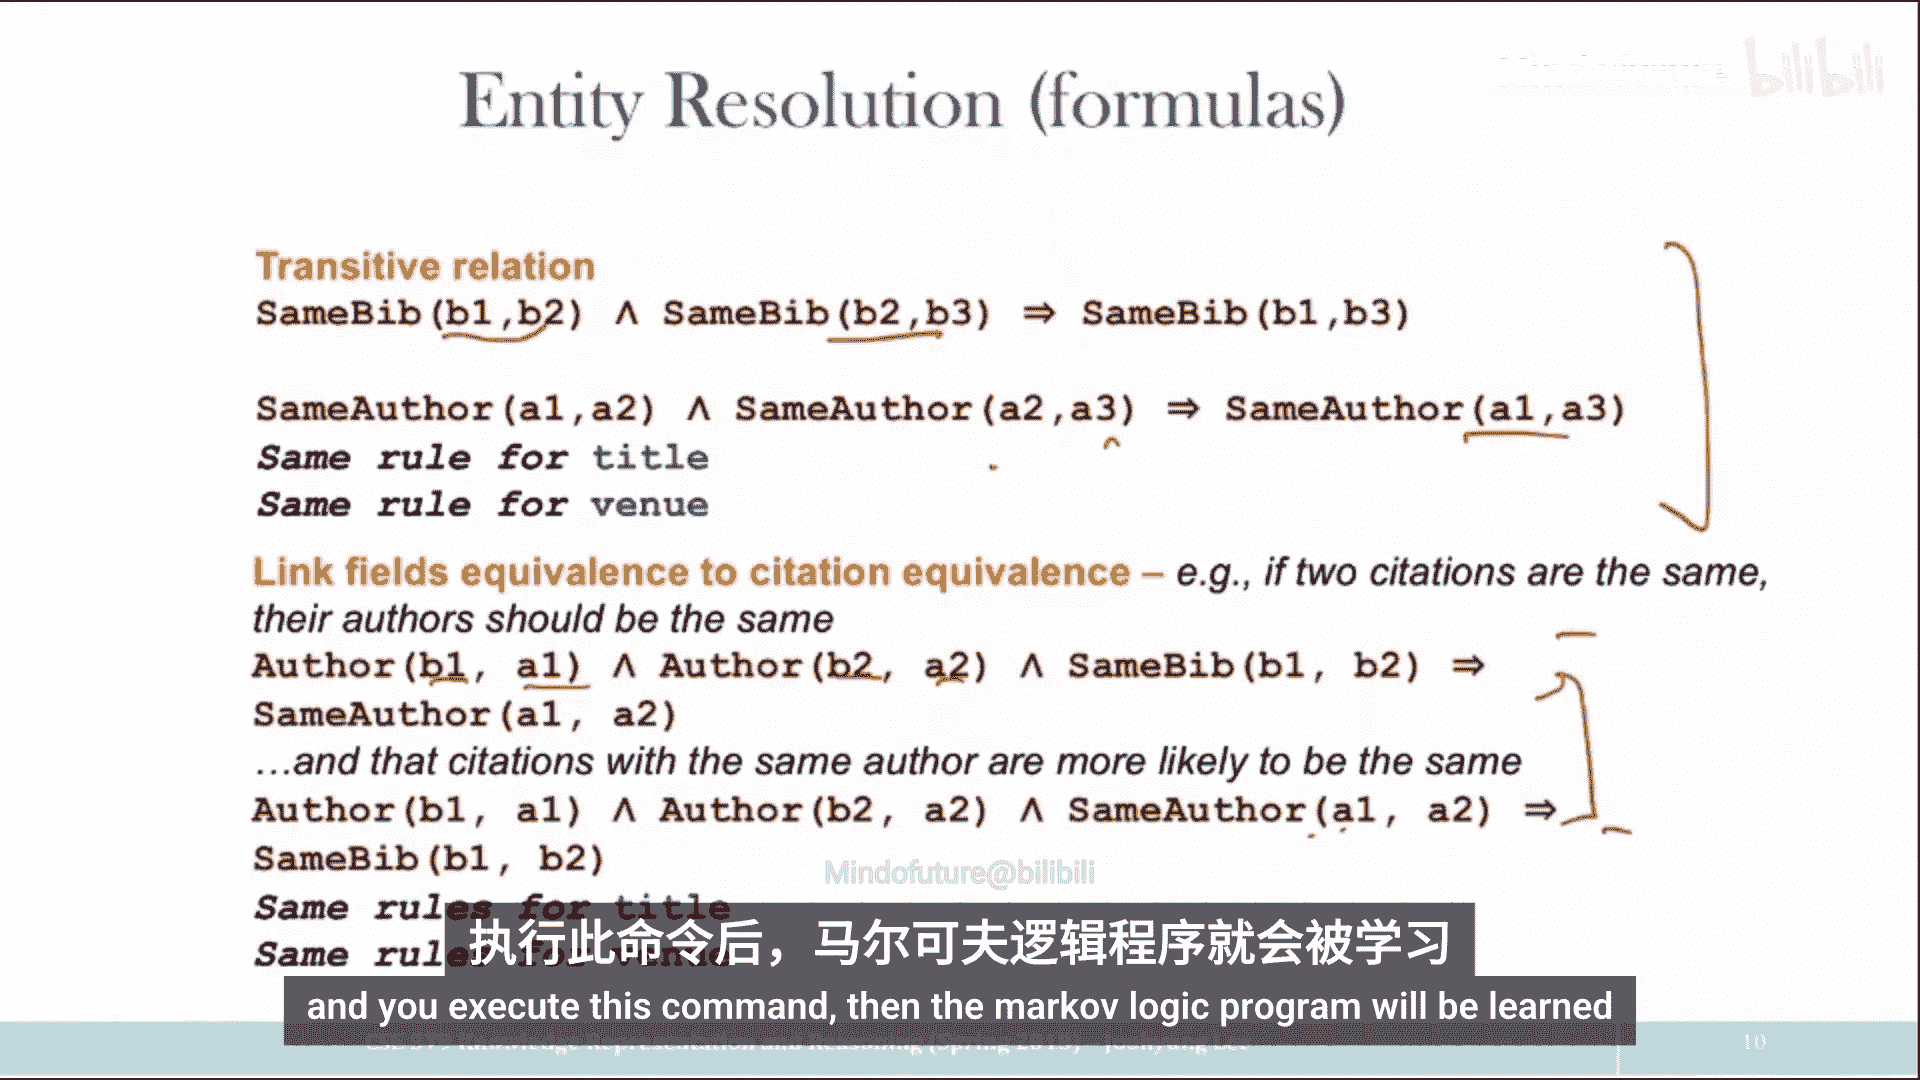 bilibili
Entity Resolution (formulas)
Transitive relation
SameBib(b1,b2) ∧ SameBib(b2,b3) ⇒ SameBib(b1,b3)
SameAuthor(a1,a2) ∧ SameAuthor(a2,a3) ⇒ SameAuthor(a1,a3)
Same rule for title
Same rule for venue
Link fields equivalence to citation equivalence – e.g., if two citations are the same,
their authors should be the same
Author(b1, a1) ∧ Author(b2, a2) ∧ SameBib(b1, b2) ⇒
SameAuthor(a1, a2)
…and that citations with the same author are more likely to be the same
Author(b1, a1) ∧ Author(b2, a2) ∧ SameAuthor(a1, a2) ⇒
SameBib(b1, b2)
Mindofuture@bilibili
Same rules for title
Same rules for venue
执行此命令后，马尔可夫逻辑程序就会被学习
and you execute this command, then the markov logic program will be learned
10